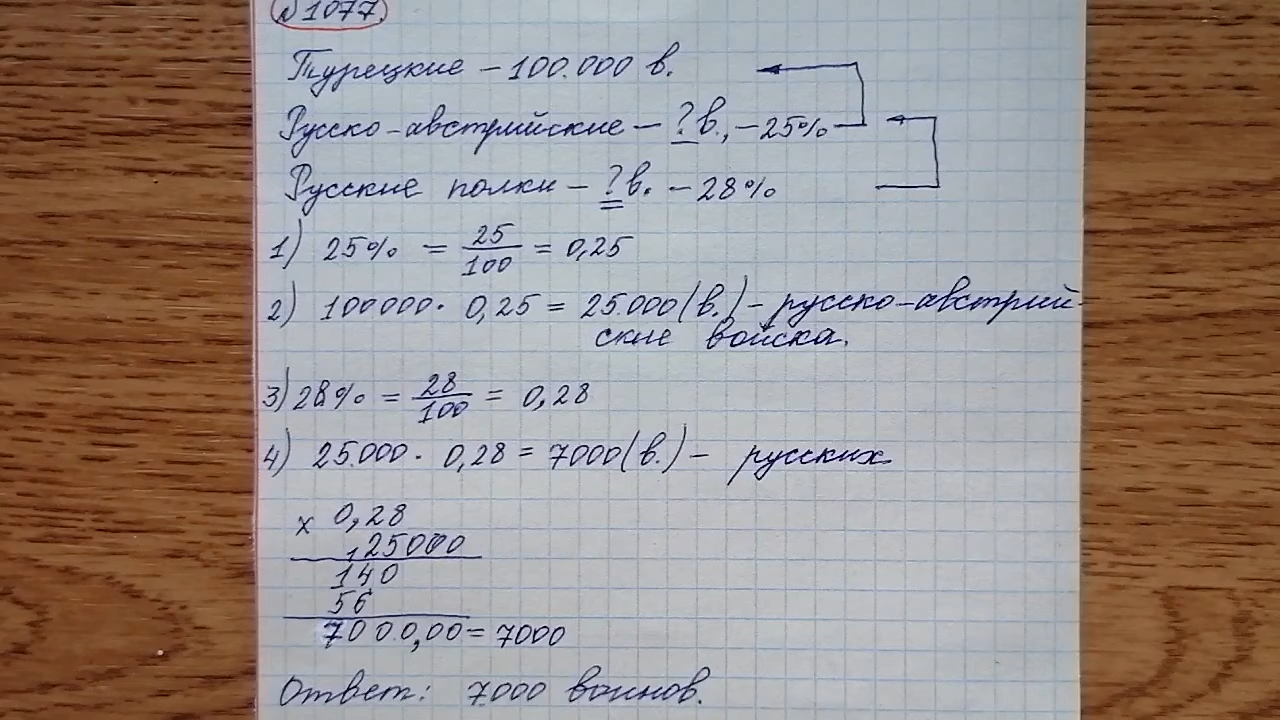 №1077.
Турецкие – 100.000 в.
Русско-австрийские – ? в., – 25%
Русские полки – ? в. – 28%
1) 25% = 25/100 = 0,25
2) 100000 · 0,25 = 25.000 (в.) – русско-австрий-
ские войска.
3) 28% = 28/100 = 0,28
4) 25.000 · 0,28 = 7000 (в.) – русских
x 0,28
125000
140
56
7000,00 = 7000
Ответ: 7000 воинов.